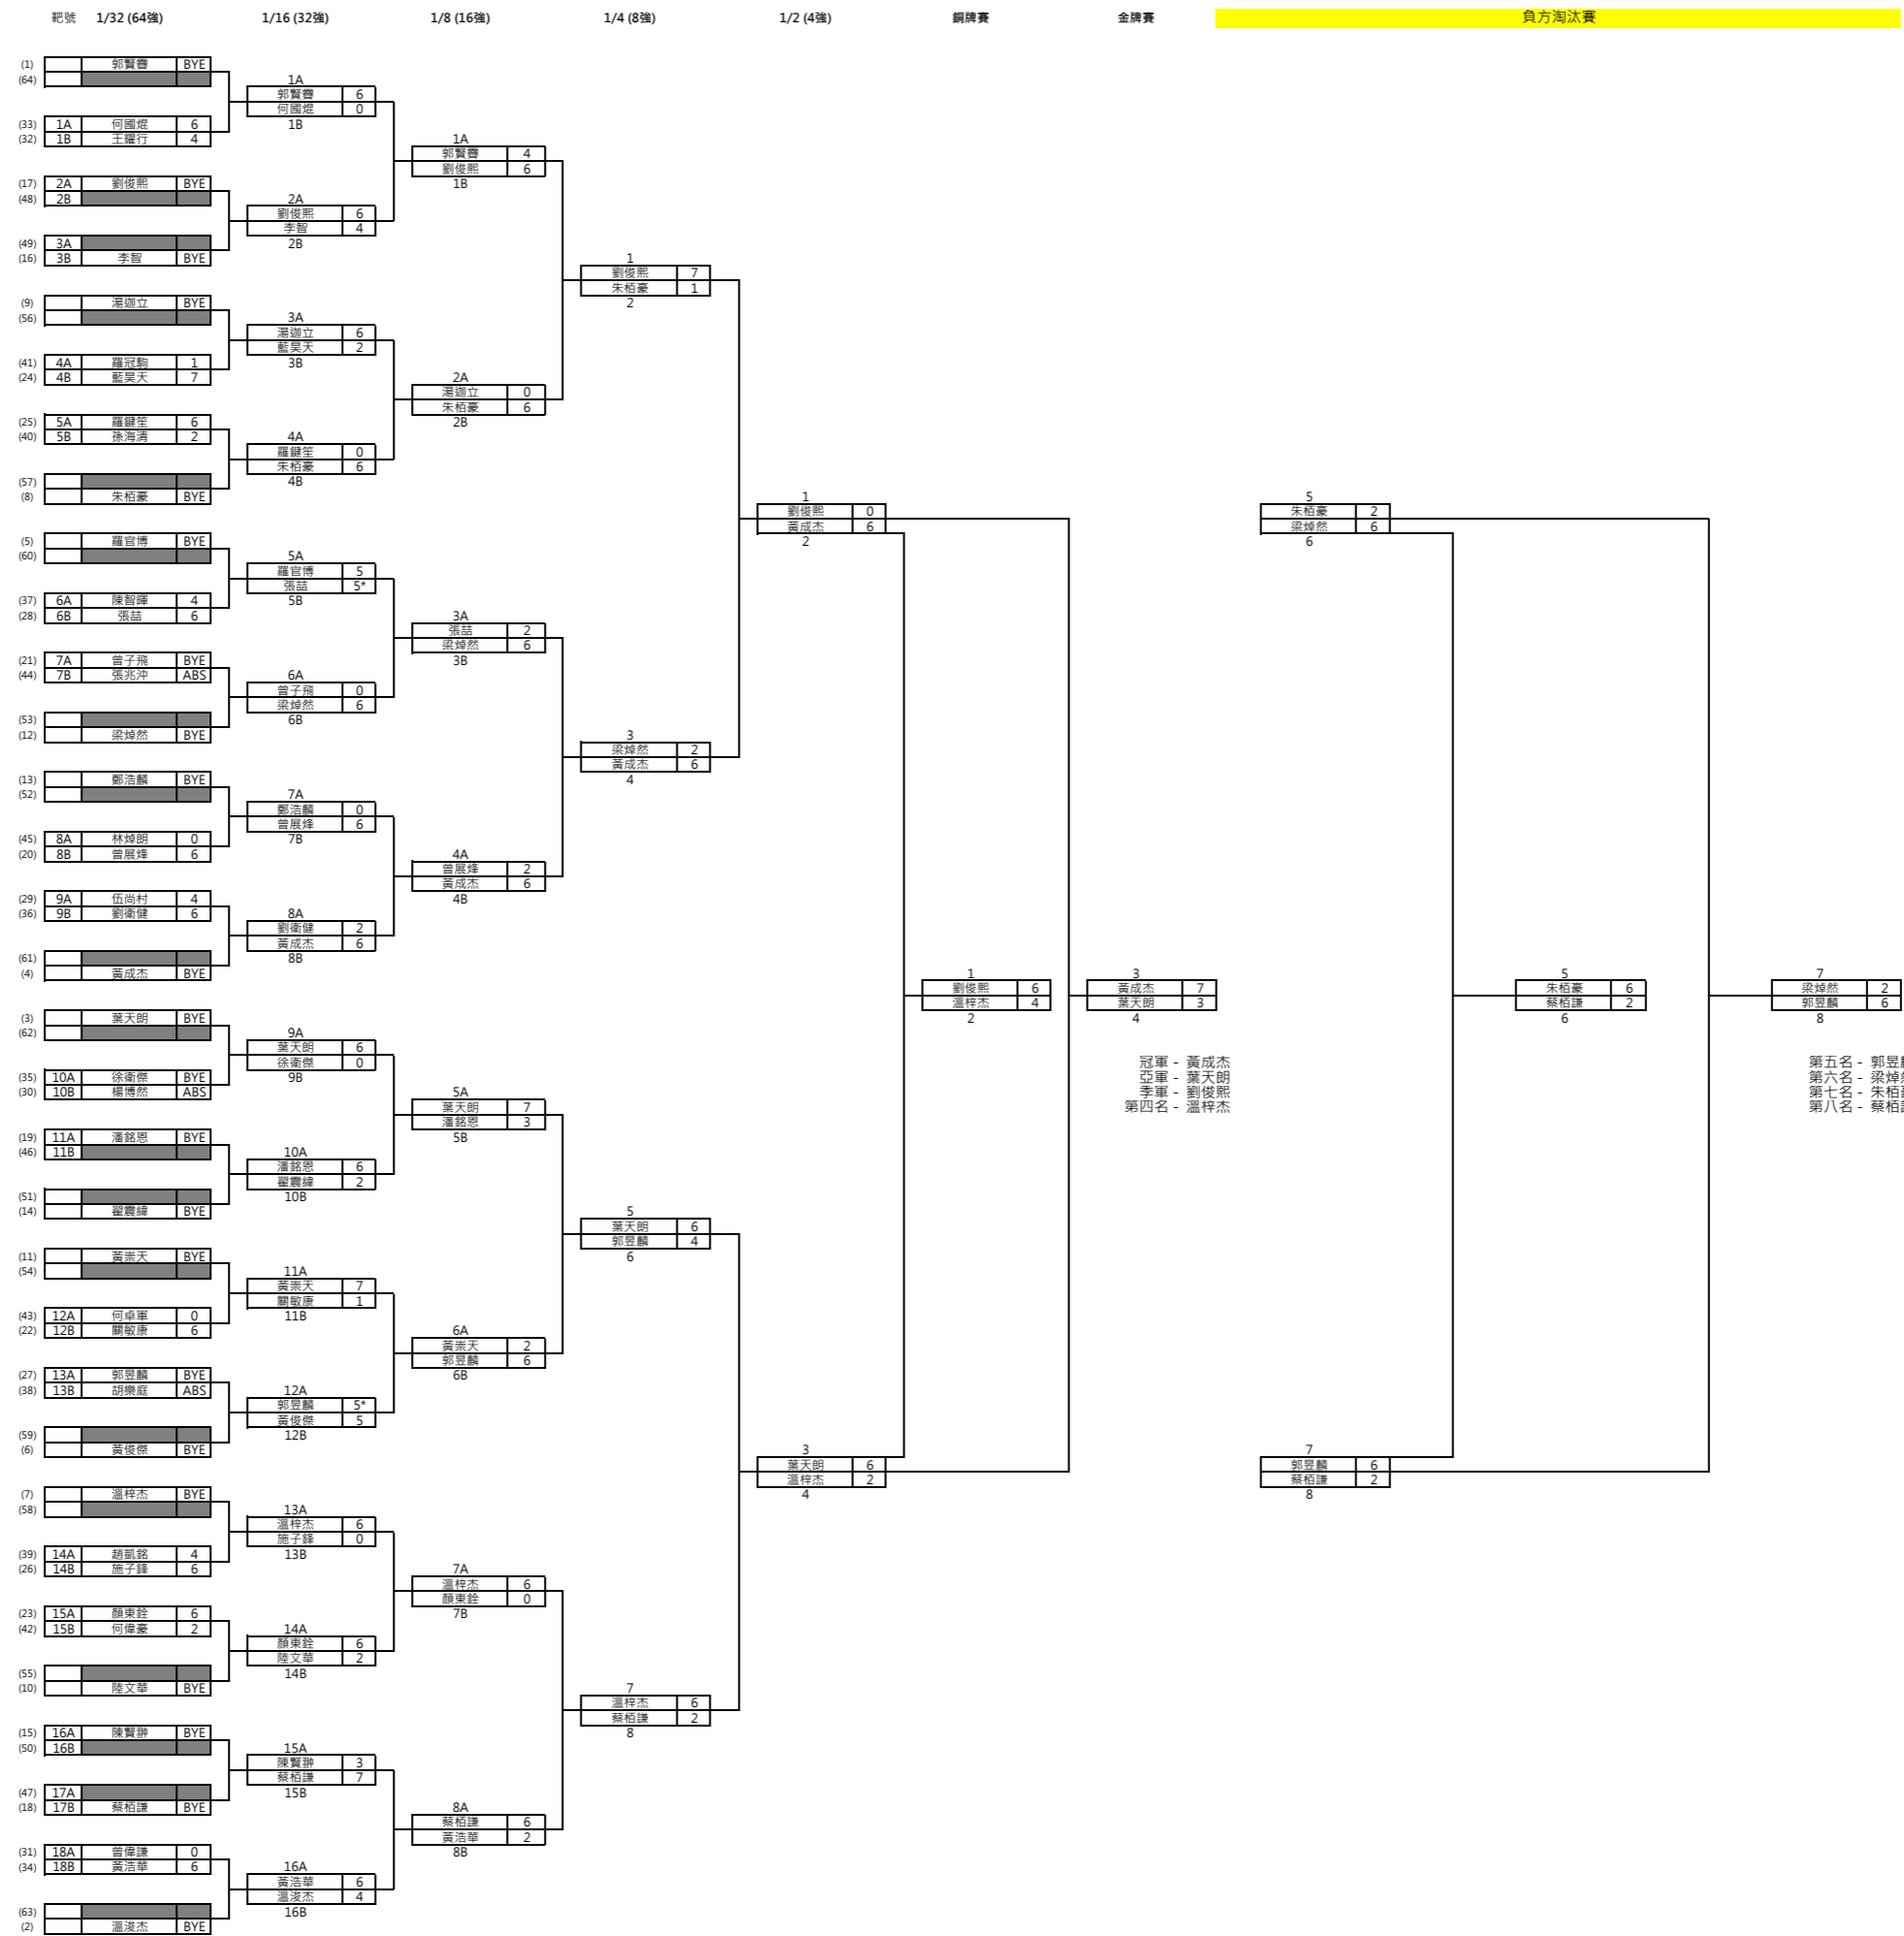 靶號 1/32 (64強) 1/16 (32強) 1/8 (16強) 1/4 (8強) 1/2 (4強) 銅牌賽 金牌賽 負方淘汰賽
(1) BYE
(64)
(33) 1A 何國焜 6
(32) 1B 王耀行 4
(17) 2A 劉俊熙 BYE
(48) 2B
(49) 3A
(16) 3B 李智 BYE
(9) 湯迦立 BYE
(56)
(41) 4A 羅冠駒 1
(24) 4B 藍昊天 7
(25) 5A 羅鍵笙 6
(40) 5B 孫海清 2
(57)
(8) 朱栢豪 BYE
(5) 羅官博 BYE
(60)
(37) 6A 陳智暉 4
(28) 6B 張喆 6
(21) 7A 曾子飛 BYE
(44) 7B 張兆沖 ABS
(53)
(12) 梁焯然 BYE
(13) 鄭浩麟 BYE
(52)
(45) 8A 林焯朗 0
(20) 8B 曾展烽 6
(29) 9A 伍尚村 4
(36) 9B 劉衛健 6
(61)
(4) 黃成杰 BYE
(3) 葉天朗 BYE
(62)
(35) 10A 徐衛傑 BYE
(30) 10B 楊博然 ABS
(19) 11A 潘銘恩 BYE
(46) 11B
(51)
(14) 翟震緯 BYE
(11) 黃崇天 BYE
(54)
(43) 12A 何卓軍 0
(22) 12B 關敏康 6
(27) 13A 郭昱麟 BYE
(38) 13B 胡樂庭 ABS
(59)
(6) 黃俊傑 BYE
(7) 溫梓杰 BYE
(58)
(39) 14A 趙凱銘 4
(26) 14B 施子鋒 6
(23) 15A 顏東銓 6
(42) 15B 何偉豪 2
(55)
(10) 陸文華 BYE
(15) 16A 陳賢翀 BYE
(50) 16B
(47) 17A
(18) 17B 蔡栢謙 BYE
(31) 18A 曾偉謙 0
(34) 18B 黃浩華 6
(63)
(2) 溫浚杰 BYE
1A
6
何國焜 0
1B
2A
劉俊熙 6
李智 4
2B
3A
湯迦立 6
藍昊天 2
3B
4A
羅鍵笙 0
朱栢豪 6
4B
5A
羅官博 5
張喆 5*
5B
6A
曾子飛 0
梁焯然 6
6B
7A
鄭浩麟 0
曾展烽 6
7B
8A
劉衛健 2
黃成杰 6
8B
9A
葉天朗 6
徐衛傑 0
9B
10A
潘銘恩 6
翟震緯 2
10B
11A
黃崇天 7
關敏康 1
11B
12A
郭昱麟 5*
黃俊傑 5
12B
13A
溫梓杰 6
施子鋒 0
13B
14A
顏東銓 6
陸文華 2
14B
15A
陳賢翀 3
蔡栢謙 7
15B
16A
黃浩華 6
溫浚杰 4
16B
1A
4
劉俊熙 6
1B
2A
湯迦立 0
朱栢豪 6
2B
3A
張喆 2
梁焯然 6
3B
4A
曾展烽 2
黃成杰 6
4B
5A
葉天朗 7
潘銘恩 3
5B
6A
黃崇天 2
郭昱麟 6
6B
7A
溫梓杰 6
顏東銓 0
7B
8A
蔡栢謙 6
黃浩華 2
8B
1
劉俊熙 7
朱栢豪 1
2
3
梁焯然 2
黃成杰 6
4
5
葉天朗 6
郭昱麟 4
6
7
溫梓杰 6
蔡栢謙 2
8
1
劉俊熙 0
黃成杰 6
2
3
葉天朗 6
溫梓杰 2
4
1
劉俊熙 6
溫梓杰 4
2
3
黃成杰 7
葉天朗 3
4
冠軍 - 黃成杰
亞軍 - 葉天朗
季軍 - 劉俊熙
第四名 - 溫梓杰
5
朱栢豪 2
梁焯然 6
6
7
郭昱麟 6
蔡栢謙 2
8
5
朱栢豪 6
蔡栢謙 2
6
7
梁焯然 2
郭昱麟 6
8
第五名 - 郭昱
第六名 - 梁焯
第七名 - 朱栢
第八名 - 蔡栢